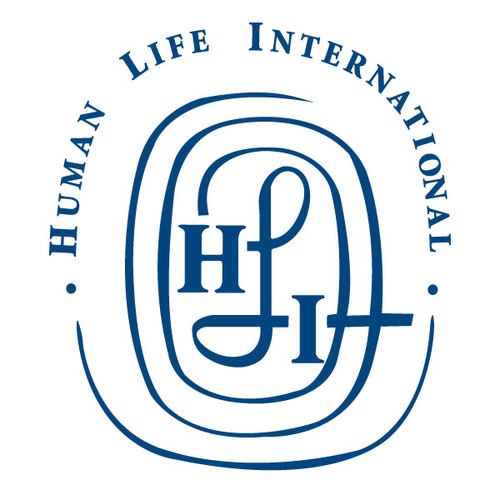 • HUMAN LIFE INTERNATIONAL •
HLI